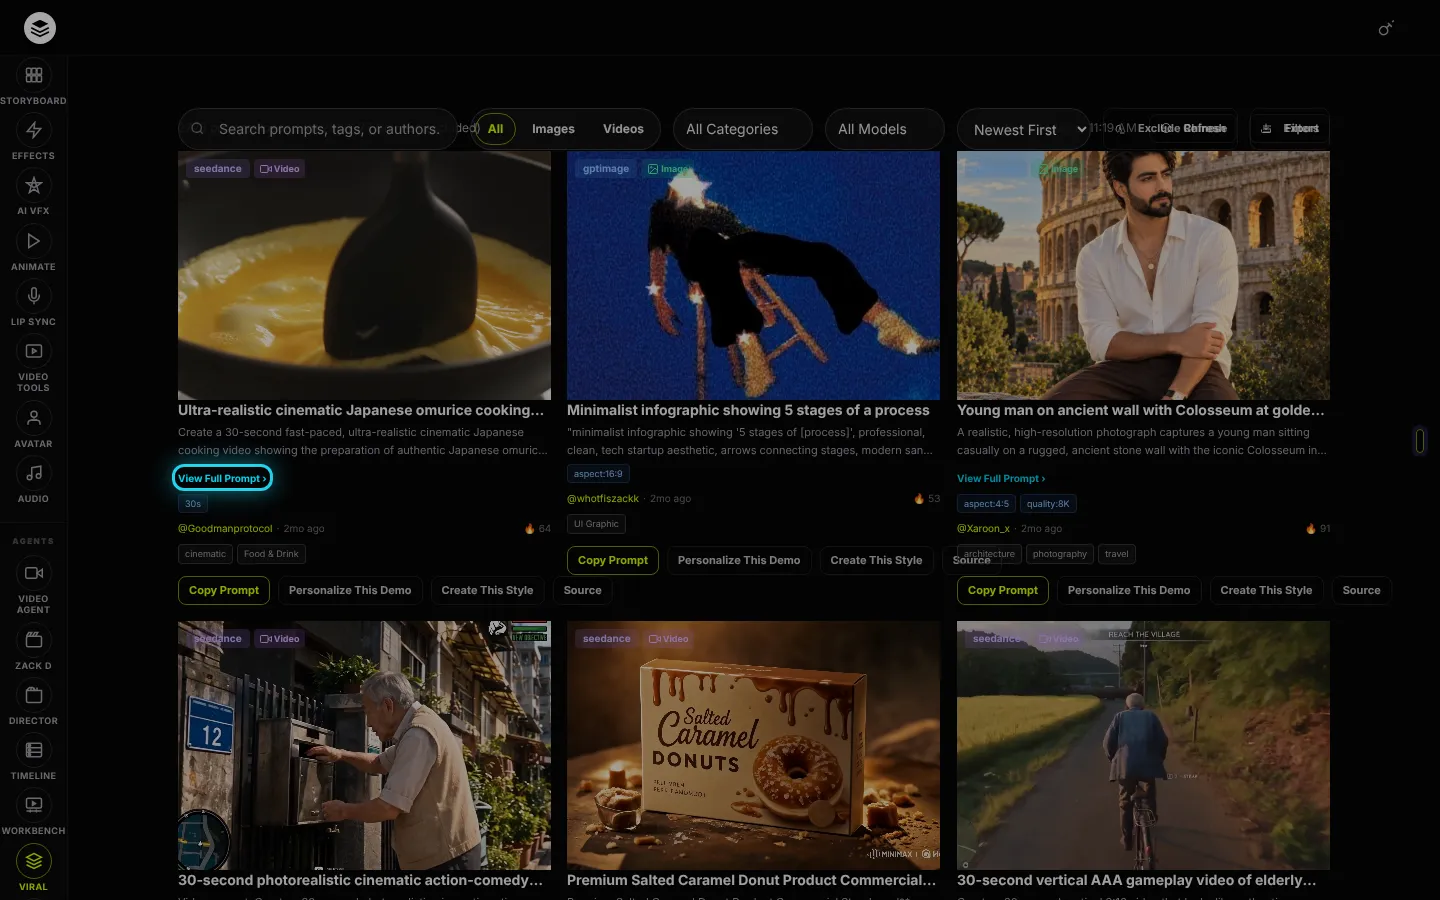 Search prompts, tags, or authors.
All
Images
Videos
All Categories
All Models
Newest First
Exclude
Refresh
Filters
STORYBOARD
EFFECTS
AI VFX
ANIMATE
LIP SYNC
VIDEO TOOLS
AVATAR
AUDIO
AGENTS
VIDEO AGENT
ZACK D
DIRECTOR
TIMELINE
WORKBENCH
VIRAL
seedance
Video
Ultra-realistic cinematic Japanese omurice cooking...
Create a 30-second fast-paced, ultra-realistic cinematic Japanese
cooking video showing the preparation of authentic Japanese omuric...
View Full Prompt ›
30s
@Goodmanprotocol · 2mo ago
64
cinematic
Food & Drink
Copy Prompt
Personalize This Demo
Create This Style
Source
gptimage
Image
Minimalist infographic showing 5 stages of a process
"minimalist infographic showing '5 stages of [process]', professional,
clean, tech startup aesthetic, arrows connecting stages, modern san...
aspect:16:9
@whotfiszackk · 2mo ago
53
UI Graphic
Copy Prompt
Personalize This Demo
Create This Style
Source
Image
Young man on ancient wall with Colosseum at golde...
A realistic, high-resolution photograph captures a young man sitting
casually on a rugged, ancient stone wall with the iconic Colosseum in...
View Full Prompt ›
aspect:4:5
quality:8K
@Xaroon_x · 2mo ago
91
architecture
photography
travel
Copy Prompt
Personalize This Demo
Create This Style
Source
seedance
Video
12
30-second photorealistic cinematic action-comedy...
seedance
Video
Salted
Caramel
DONUTS
MINIMAX
Premium Salted Caramel Donut Product Commercial...
seedance
Video
REACH THE VILLAGE
30-second vertical AAA gameplay video of elderly...